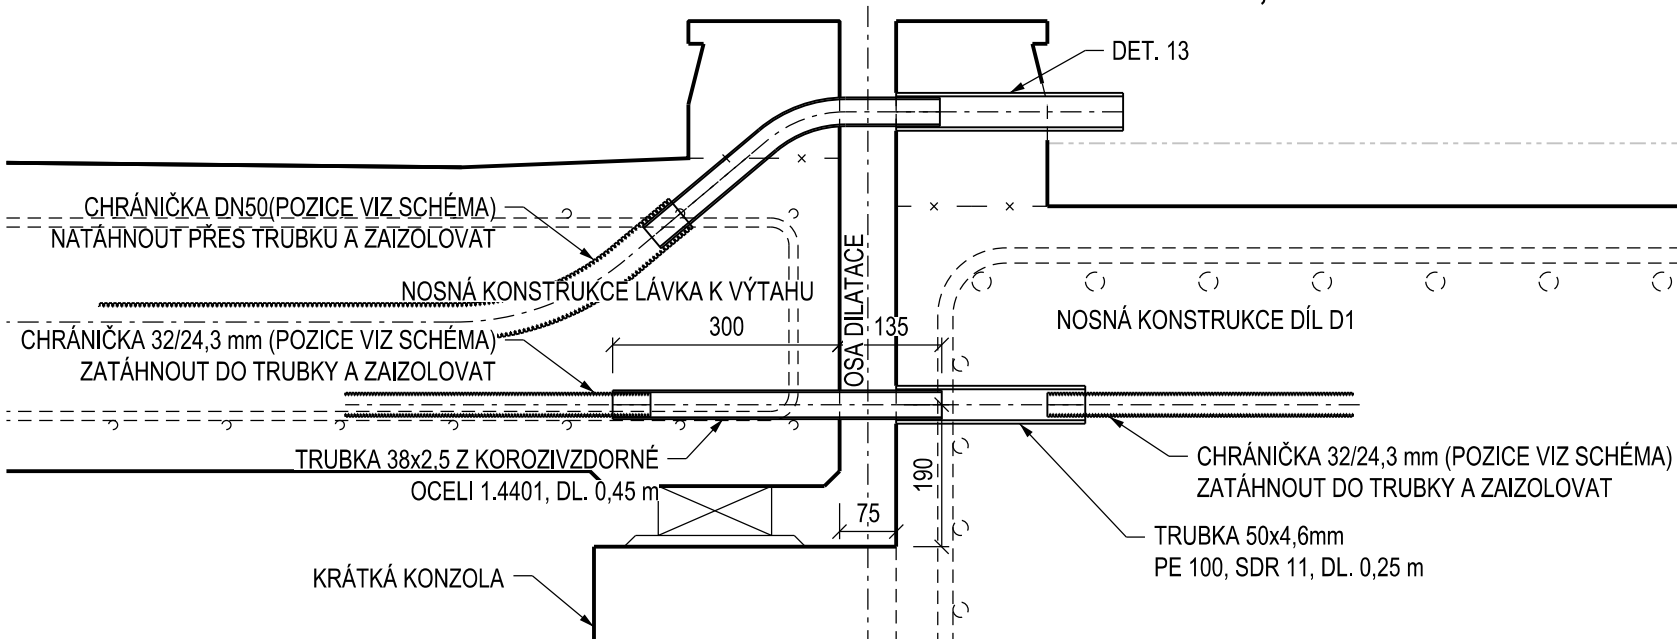 DET. 13
CHRÁNIČKA DN50(POZICE VIZ SCHÉMA)
NATÁHNOUT PŘES TRUBKU A ZAIZOLOVAT
NOSNÁ KONSTRUKCE LÁVKA K VÝTAHU
OSA DILATACE
NOSNÁ KONSTRUKCE DÍL D1
300
135
CHRÁNIČKA 32/24,3 mm (POZICE VIZ SCHÉMA)
ZATÁHNOUT DO TRUBKY A ZAIZOLOVAT
TRUBKA 38x2,5 Z KOROZIVZDORNÉ
OCELI 1.4401, DL. 0,45 m
190
75
CHRÁNIČKA 32/24,3 mm (POZICE VIZ SCHÉMA)
ZATÁHNOUT DO TRUBKY A ZAIZOLOVAT
TRUBKA 50x4,6mm
PE 100, SDR 11, DL. 0,25 m
KRÁTKÁ KONZOLA